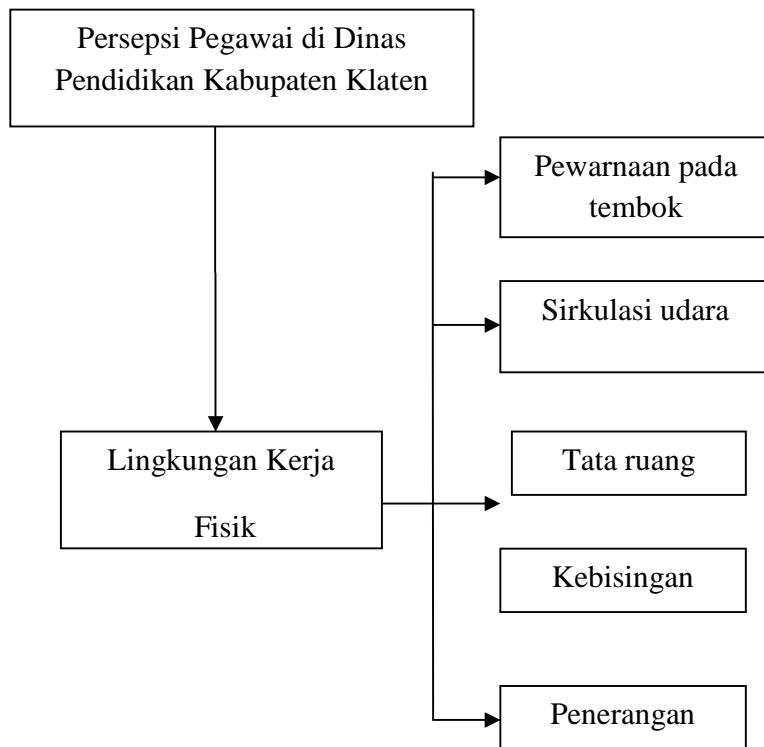 Persepsi Pegawai di Dinas
Pendidikan Kabupaten Klaten
Pewarnaan pada
tembok
Sirkulasi udara
Lingkungan Kerja
Fisik
Tata ruang
Kebisingan
Penerangan